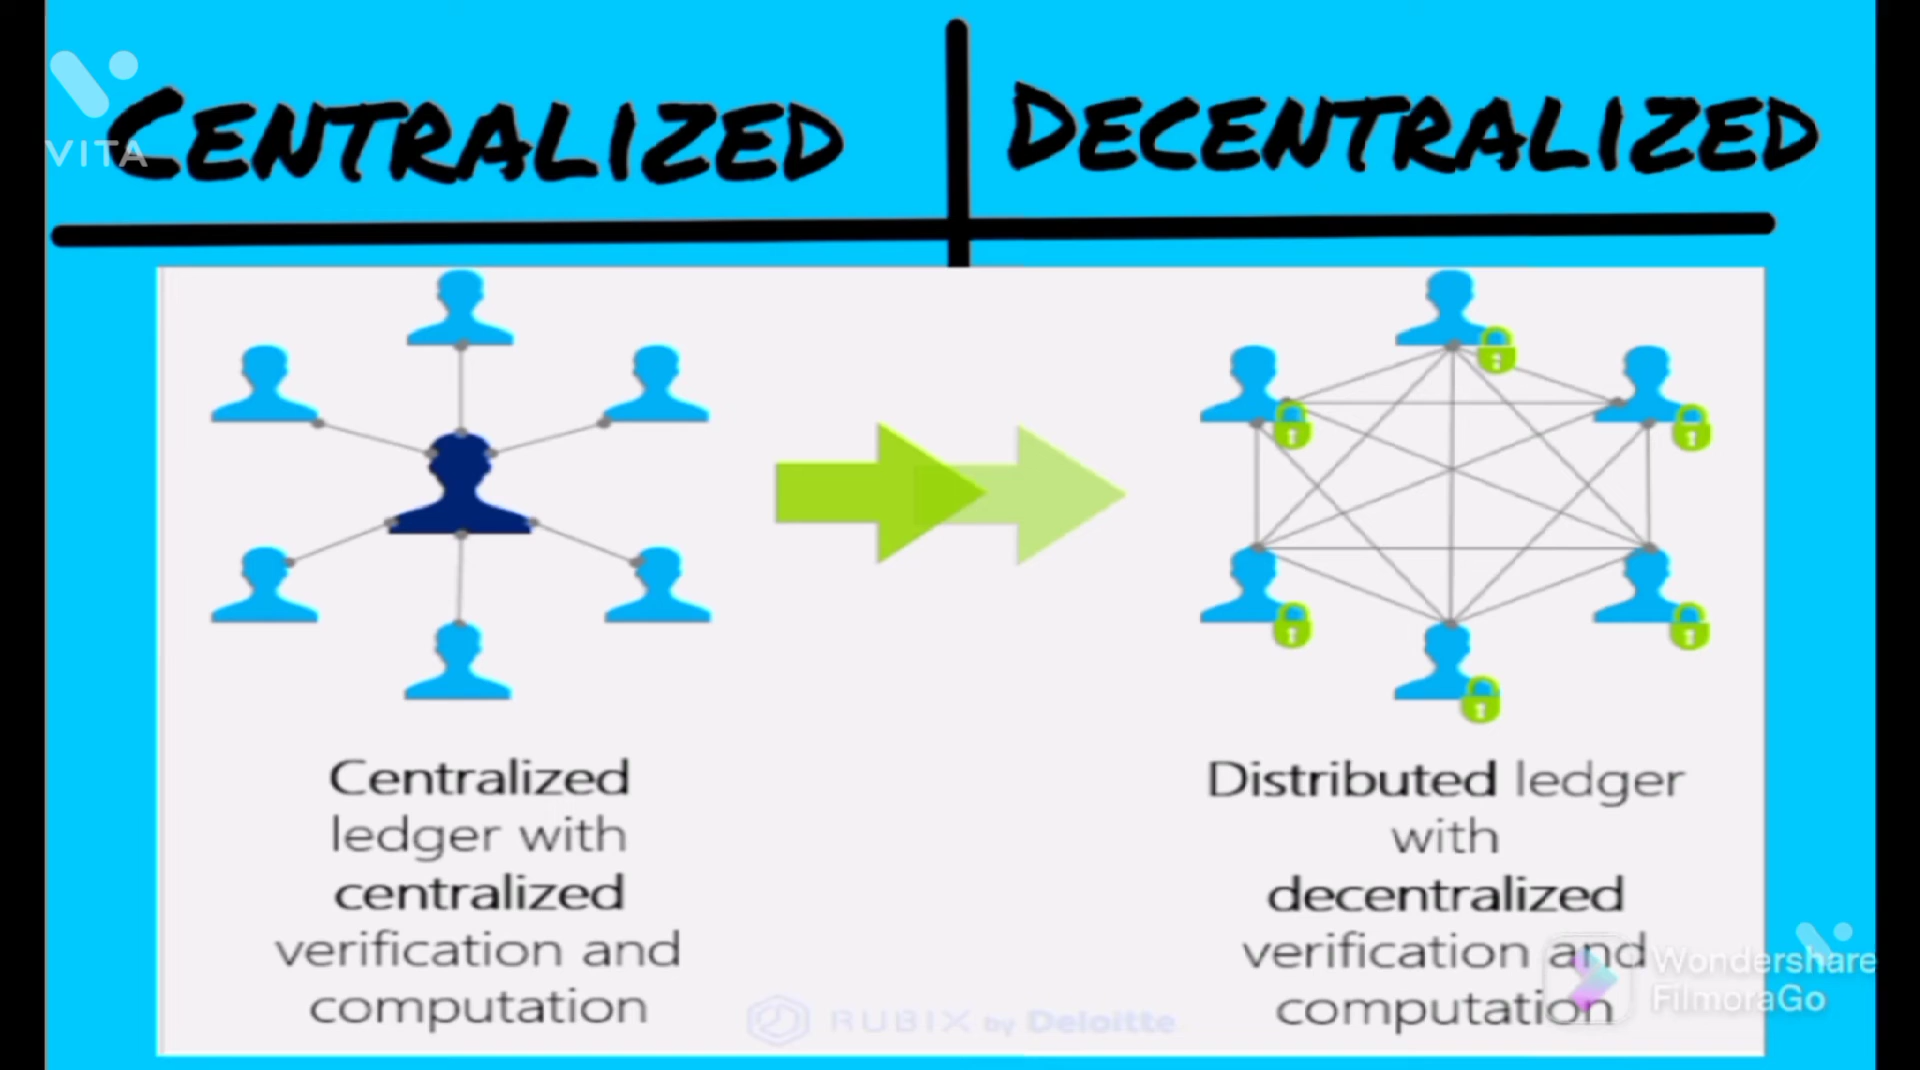 VITA
CENTRALIZED
DECENTRALIZED
Centralized
ledger with
centralized
verification and
computation
Distributed ledger
with
decentralized
verification and
computation
RUBIX by Deloitte
Wondershare
FilmoraGo